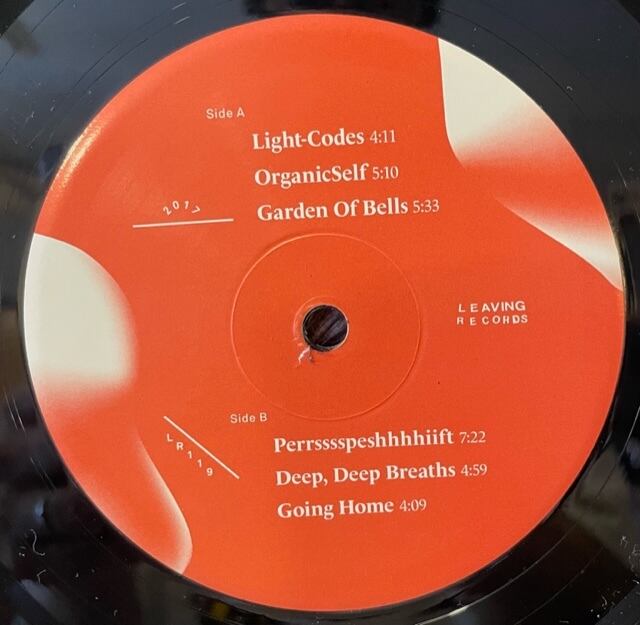 Side A
Light-Codes 4:11
OrganicSelf 5:10
Garden Of Bells 5:33
2017
LEAVING
RECORDS
Side B
Perrsssspeshhhhiift 7:22
Deep, Deep Breaths 4:59
Going Home 4:09
LR119